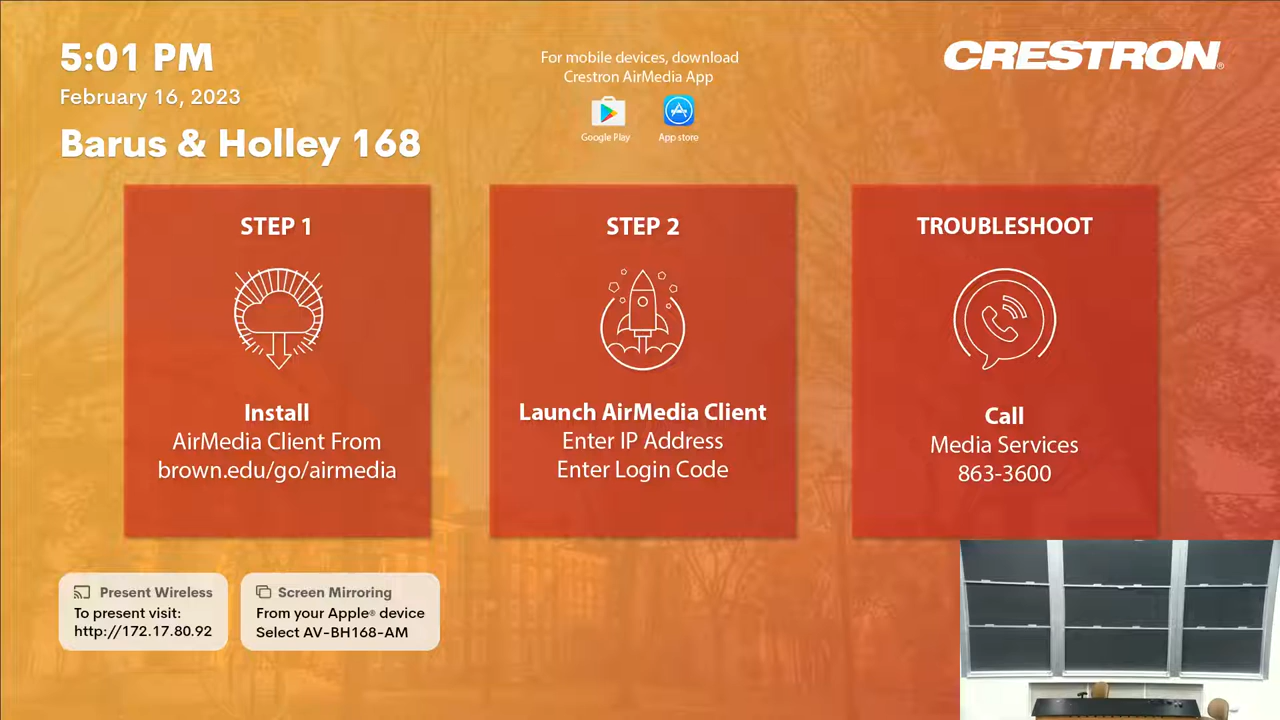 5:01 PM
February 16, 2023
Barus & Holley 168
For mobile devices, download
Crestron AirMedia App
Google Play
App store
CRESTRON®
STEP 1
Install
AirMedia Client From
brown.edu/go/airmedia
STEP 2
Launch AirMedia Client
Enter IP Address
Enter Login Code
TROUBLESHOOT
Call
Media Services
863-3600
Present Wireless
To present visit:
http://172.17.80.92
Screen Mirroring
From your Apple® device
Select AV-BH168-AM